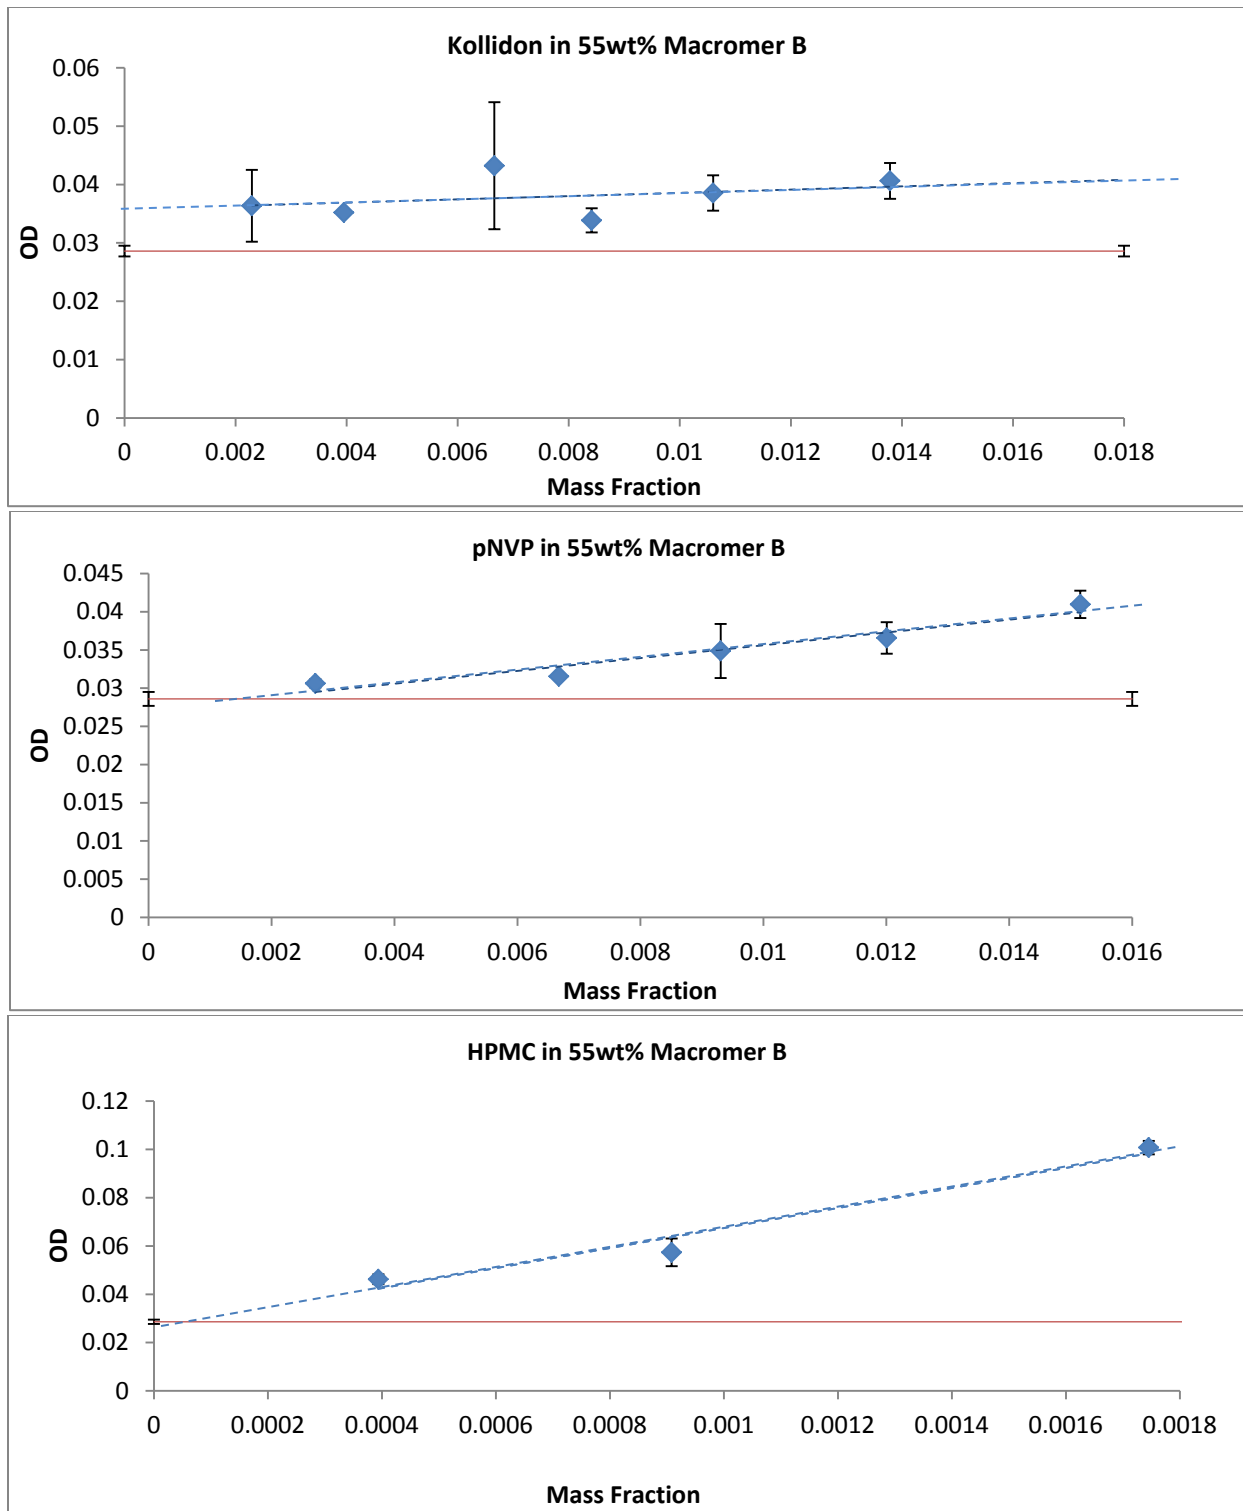 Kollidon in 55wt% Macromer B
0.06
0.05
0.04
0.03
0.02
0.01
0
OD
0 0.002 0.004 0.006 0.008 0.01 0.012 0.014 0.016 0.018
Mass Fraction
pNVP in 55wt% Macromer B
0.045
0.04
0.035
0.03
0.025
0.02
0.015
0.01
0.005
0
OD
0 0.002 0.004 0.006 0.008 0.01 0.012 0.014 0.016
Mass Fraction
HPMC in 55wt% Macromer B
0.12
0.1
0.08
0.06
0.04
0.02
0
OD
0 0.0002 0.0004 0.0006 0.0008 0.001 0.0012 0.0014 0.0016 0.0018
Mass Fraction